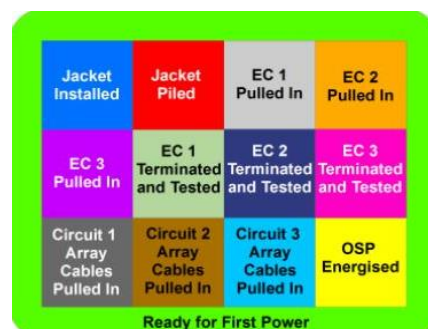 Jacket
Installed
Jacket
Piled
EC 1
Pulled In
EC 2
Pulled In
EC 3
Pulled In
EC 1
Terminated
and Tested
EC 2
Terminated
and Tested
EC 3
Terminated
and Tested
Circuit 1
Array
Cables
Pulled In
Circuit 2
Array
Cables
Pulled In
Circuit 3
Array
Cables
Pulled In
OSP
Energised
Ready for First Power